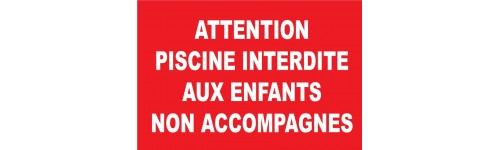 ATTENTION
PISCINE INTERDITE
AUX ENFANTS
NON ACCOMPAGNES